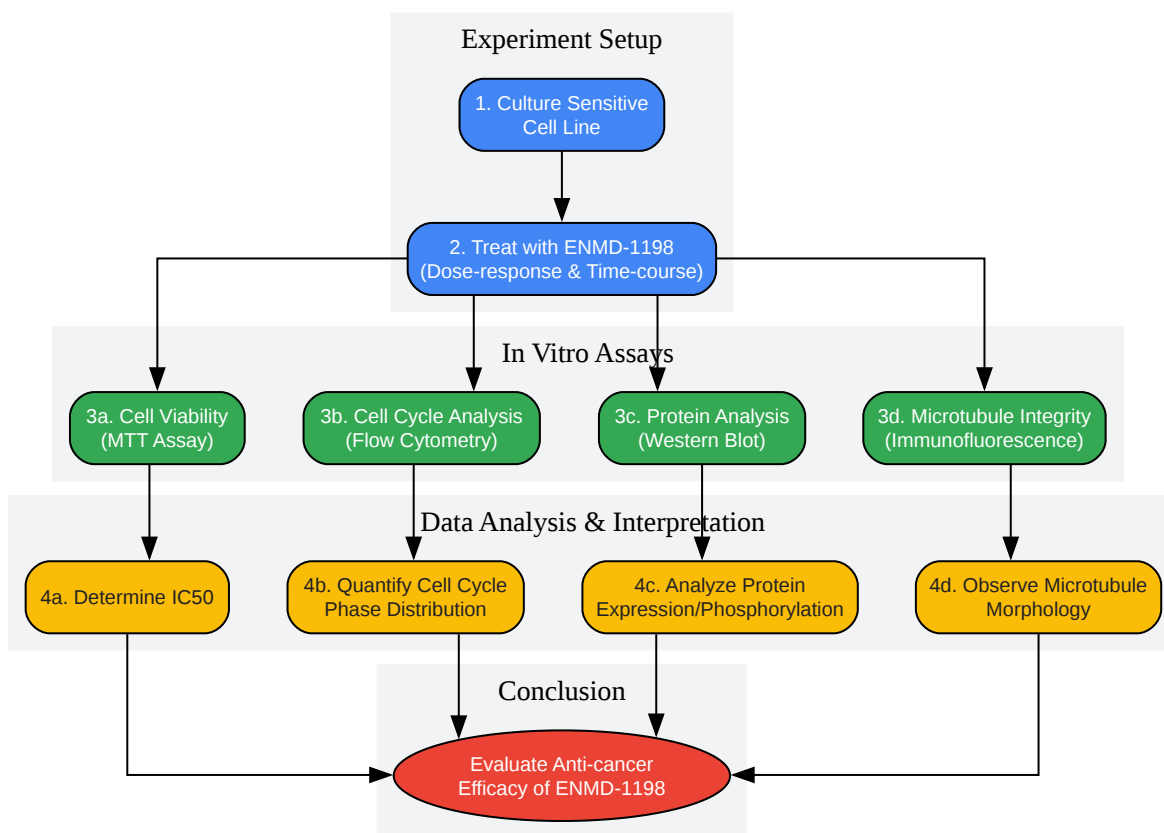 Experiment Setup
1. Culture Sensitive
Cell Line
2. Treat with ENMD-1198
(Dose-response & Time-course)
In Vitro Assays
3a. Cell Viability
(MTT Assay)
3b. Cell Cycle Analysis
(Flow Cytometry)
3c. Protein Analysis
(Western Blot)
3d. Microtubule Integrity
(Immunofluorescence)
Data Analysis & Interpretation
4a. Determine IC50
4b. Quantify Cell Cycle
Phase Distribution
4c. Analyze Protein
Expression/Phosphorylation
4d. Observe Microtubule
Morphology
Conclusion
Evaluate Anti-cancer
Efficacy of ENMD-1198